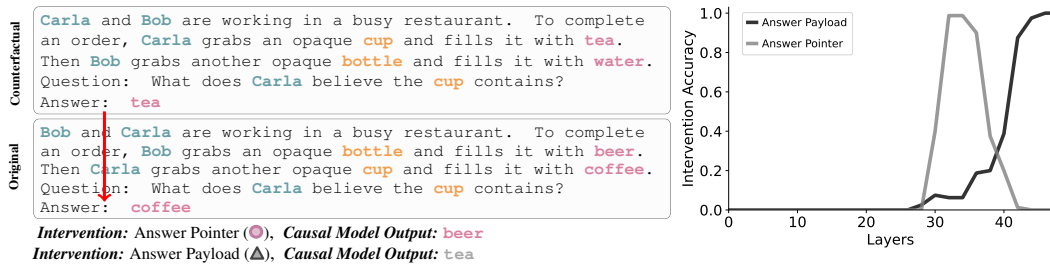 Counterfactual
Carla and Bob are working in a busy restaurant. To complete
an order, Carla grabs an opaque cup and fills it with tea.
Then Bob grabs another opaque bottle and fills it with water.
Question: What does Carla believe the cup contains?
Answer: tea
Original
Bob and Carla are working in a busy restaurant. To complete
an order, Bob grabs an opaque bottle and fills it with beer.
Then Carla grabs another opaque cup and fills it with coffee.
Question: What does Carla believe the cup contains?
Answer: coffee
Intervention: Answer Pointer (), Causal Model Output: beer
Intervention: Answer Payload (), Causal Model Output: tea
Intervention Accuracy
1.0
0.8
0.6
0.4
0.2
0.0
Answer Payload
Answer Pointer
0 10 20 30 40
Layers